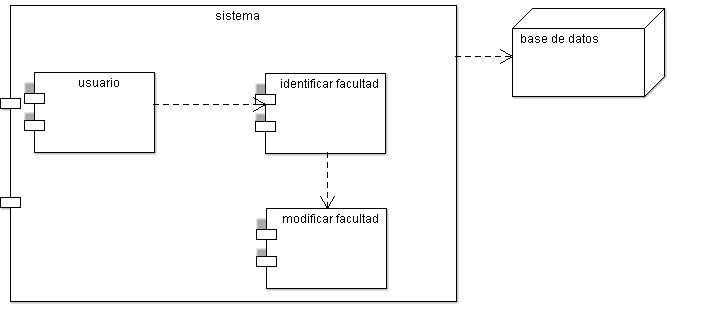 sistema
base de datos
usuario
identificar facultad
modificar facultad